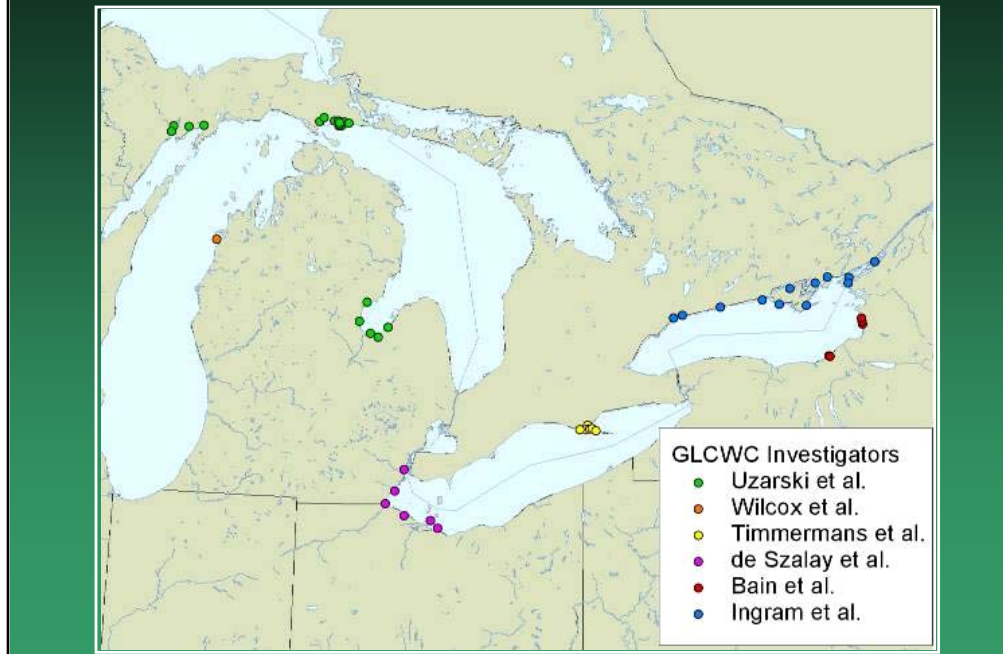 GLCWC Investigators
Uzarski et al.
Wilcox et al.
Timmermans et al.
de Szalay et al.
Bain et al.
Ingram et al.